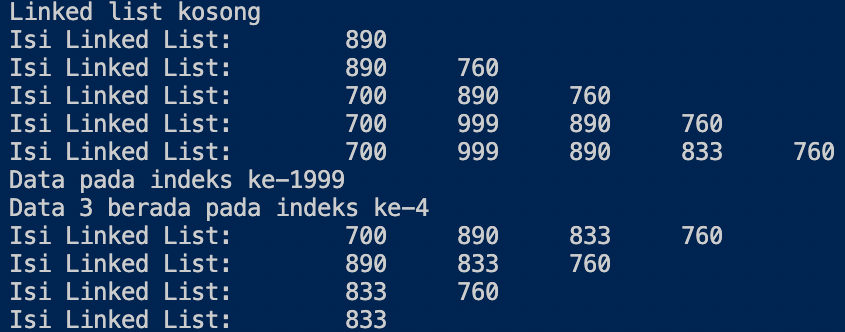 Linked list kosong
Isi Linked List: 890
Isi Linked List: 890 760
Isi Linked List: 700 890 760
Isi Linked List: 700 999 890 760
Isi Linked List: 700 999 890 833 760
Data pada indeks ke-1999
Data 3 berada pada indeks ke-4
Isi Linked List: 700 890 833 760
Isi Linked List: 890 833 760
Isi Linked List: 833 760
Isi Linked List: 833